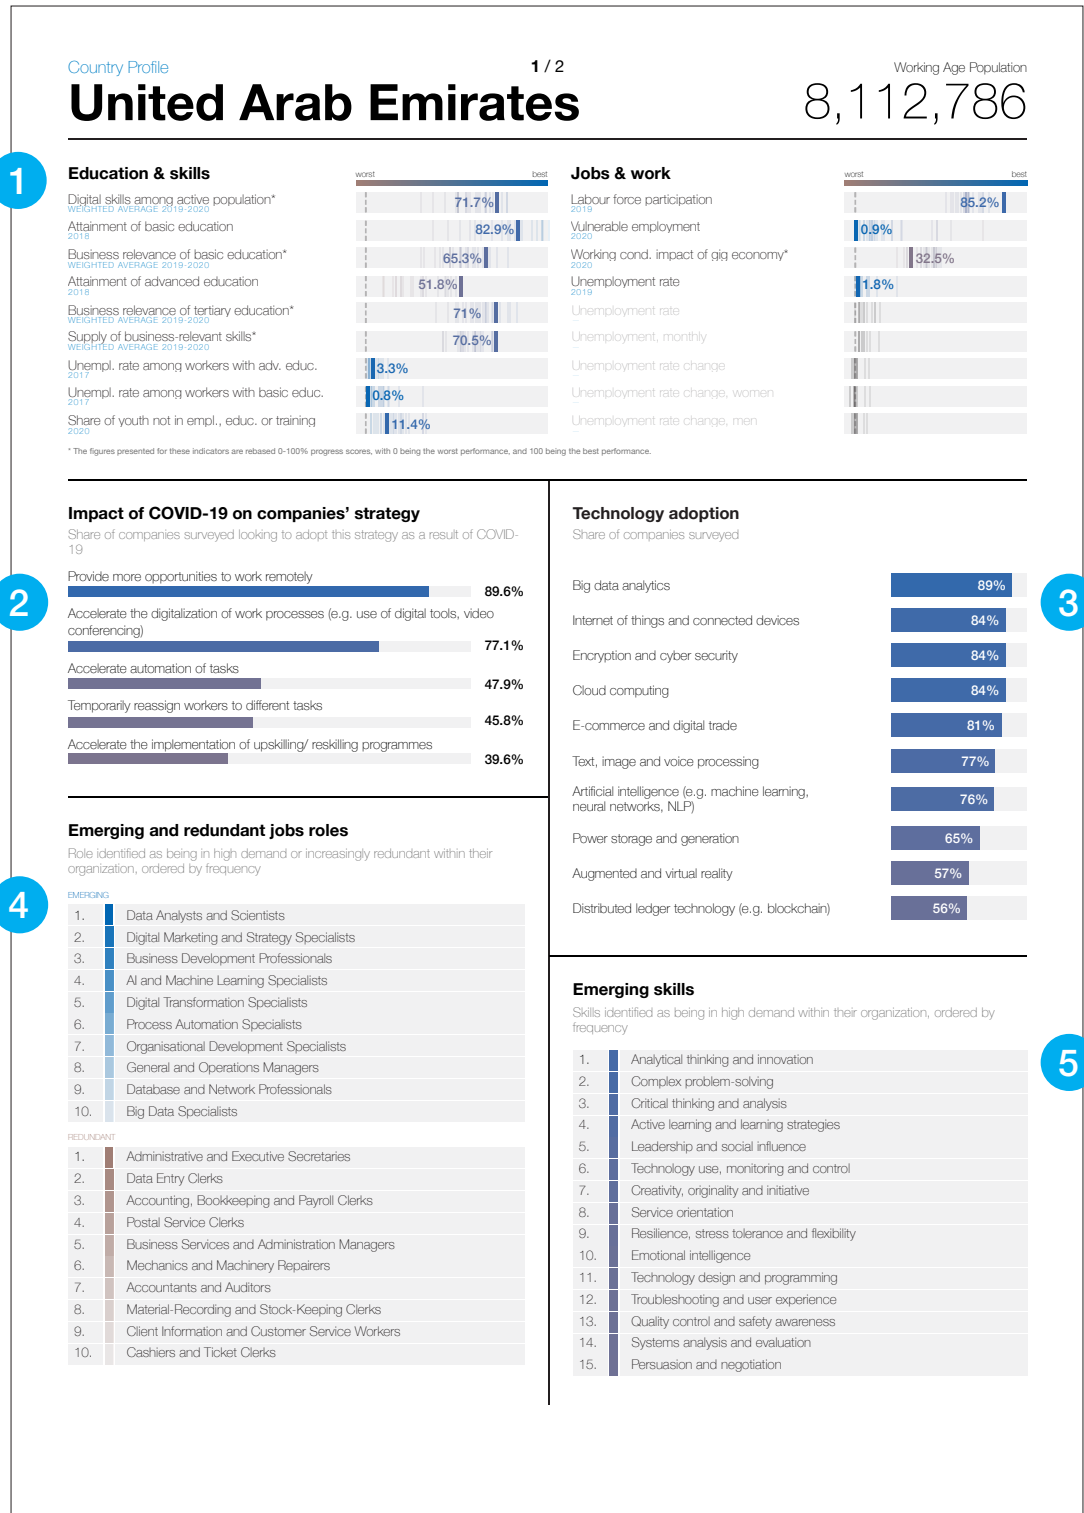 Country Profile
1 / 2
Working Age Population
United Arab Emirates
8,112,786
1
Education & skills
worst
best
Digital skills among active population*
WEIGHTED AVERAGE 2019-2020
71.7%
Attainment of basic education
2018
82.9%
Business relevance of basic education*
WEIGHTED AVERAGE 2019-2020
65.3%
Attainment of advanced education
2018
51.8%
Business relevance of tertiary education*
WEIGHTED AVERAGE 2019-2020
71%
Supply of business-relevant skills*
WEIGHTED AVERAGE 2019-2020
70.5%
Unempl. rate among workers with adv. educ.
2017
3.3%
Unempl. rate among workers with basic educ.
2017
0.8%
Share of youth not in empl., educ. or training
2020
11.4%
Jobs & work
worst
best
Labour force participation
2019
85.2%
Vulnerable employment
2020
0.9%
Working cond. impact of gig economy*
2020
32.5%
Unemployment rate
2019
1.8%
Unemployment rate
Unemployment, monthly
Unemployment rate change
Unemployment rate change, women
Unemployment rate change, men
* The figures presented for these indicators are rebased 0-100% progress scores, with 0 being the worst performance, and 100 being the best performance.
2
Impact of COVID-19 on companies' strategy
Share of companies surveyed looking to adopt this strategy as a result of COVID-
19
Provide more opportunities to work remotely
89.6%
Accelerate the digitalization of work processes (e.g. use of digital tools, video
conferencing)
77.1%
Accelerate automation of tasks
47.9%
Temporarily reassign workers to different tasks
45.8%
Accelerate the implementation of upskilling/ reskilling programmes
39.6%
3
Technology adoption
Share of companies surveyed
Big data analytics
89%
Internet of things and connected devices
84%
Encryption and cyber security
84%
Cloud computing
84%
E-commerce and digital trade
81%
Text, image and voice processing
77%
Artificial intelligence (e.g. machine learning,
neural networks, NLP)
76%
Power storage and generation
65%
Augmented and virtual reality
57%
Distributed ledger technology (e.g. blockchain)
56%
4
Emerging and redundant jobs roles
Role identified as being in high demand or increasingly redundant within their
organization, ordered by frequency
EMERGING
1. Data Analysts and Scientists
2. Digital Marketing and Strategy Specialists
3. Business Development Professionals
4. AI and Machine Learning Specialists
5. Digital Transformation Specialists
6. Process Automation Specialists
7. Organisational Development Specialists
8. General and Operations Managers
9. Database and Network Professionals
10. Big Data Specialists
REDUNDANT
1. Administrative and Executive Secretaries
2. Data Entry Clerks
3. Accounting, Bookkeeping and Payroll Clerks
4. Postal Service Clerks
5. Business Services and Administration Managers
6. Mechanics and Machinery Repairers
7. Accountants and Auditors
8. Material-Recording and Stock-Keeping Clerks
9. Client Information and Customer Service Workers
10. Cashiers and Ticket Clerks
5
Emerging skills
Skills identified as being in high demand within their organization, ordered by
frequency
1. Analytical thinking and innovation
2. Complex problem-solving
3. Critical thinking and analysis
4. Active learning and learning strategies
5. Leadership and social influence
6. Technology use, monitoring and control
7. Creativity, originality and initiative
8. Service orientation
9. Resilience, stress tolerance and flexibility
10. Emotional intelligence
11. Technology design and programming
12. Troubleshooting and user experience
13. Quality control and safety awareness
14. Systems analysis and evaluation
15. Persuasion and negotiation